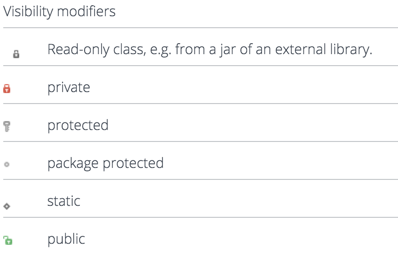 Visibility modifiers
Read-only class, e.g. from a jar of an external library.
private
protected
package protected
static
public